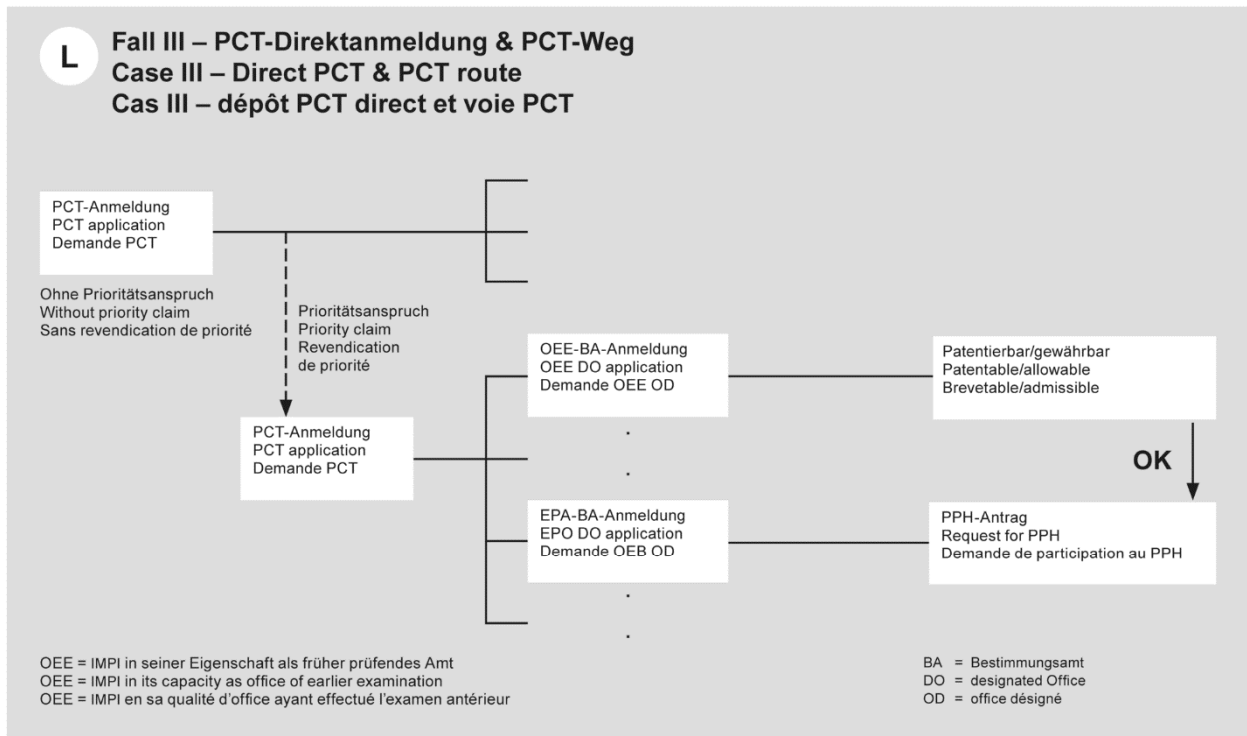 L
Fall III – PCT-Direktanmeldung & PCT-Weg
Case III – Direct PCT & PCT route
Cas III – dépôt PCT direct et voie PCT
PCT-Anmeldung
PCT application
Demande PCT
Ohne Prioritätsanspruch
Without priority claim
Sans revendication de priorité
Prioritätsanspruch
Priority claim
Revendication
de priorité
OEE-BA-Anmeldung
OEE DO application
Demande OEE OD
Patentierbar/gewährbar
Patentable/allowable
Brevetable/admissible
PCT-Anmeldung
PCT application
Demande PCT
OK
EPA-BA-Anmeldung
EPO DO application
Demande OEB OD
PPH-Antrag
Request for PPH
Demande de participation au PPH
OEE = IMPI in seiner Eigenschaft als früher prüfendes Amt
OEE = IMPI in its capacity as office of earlier examination
OEE = IMPI en sa qualité d'office ayant effectué l'examen antérieur
BA = Bestimmungsamt
DO = designated Office
OD = office désigné